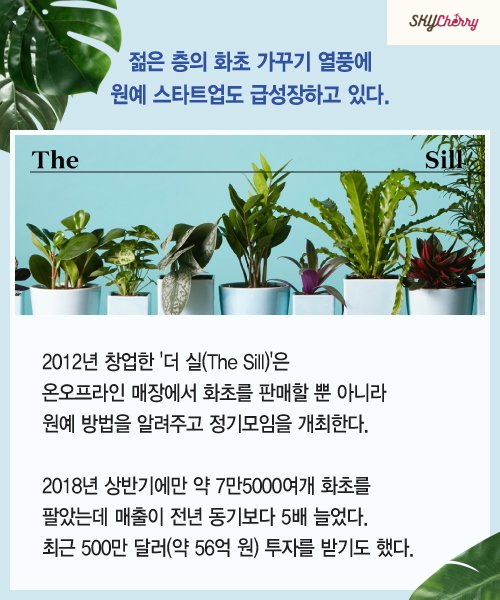 SKYCherry
젊은 층의 화초 가꾸기 열풍에
원예 스타트업도 급성장하고 있다.
The Sill
2012년 창업한 '더 실(The Sill)'은
온오프라인 매장에서 화초를 판매할 뿐 아니라
원예 방법을 알려주고 정기모임을 개최한다.
2018년 상반기에만 약 7만5000여개 화초를
팔았는데 매출이 전년 동기보다 5배 늘었다.
최근 500만 달러(약 56억 원) 투자를 받기도 했다.